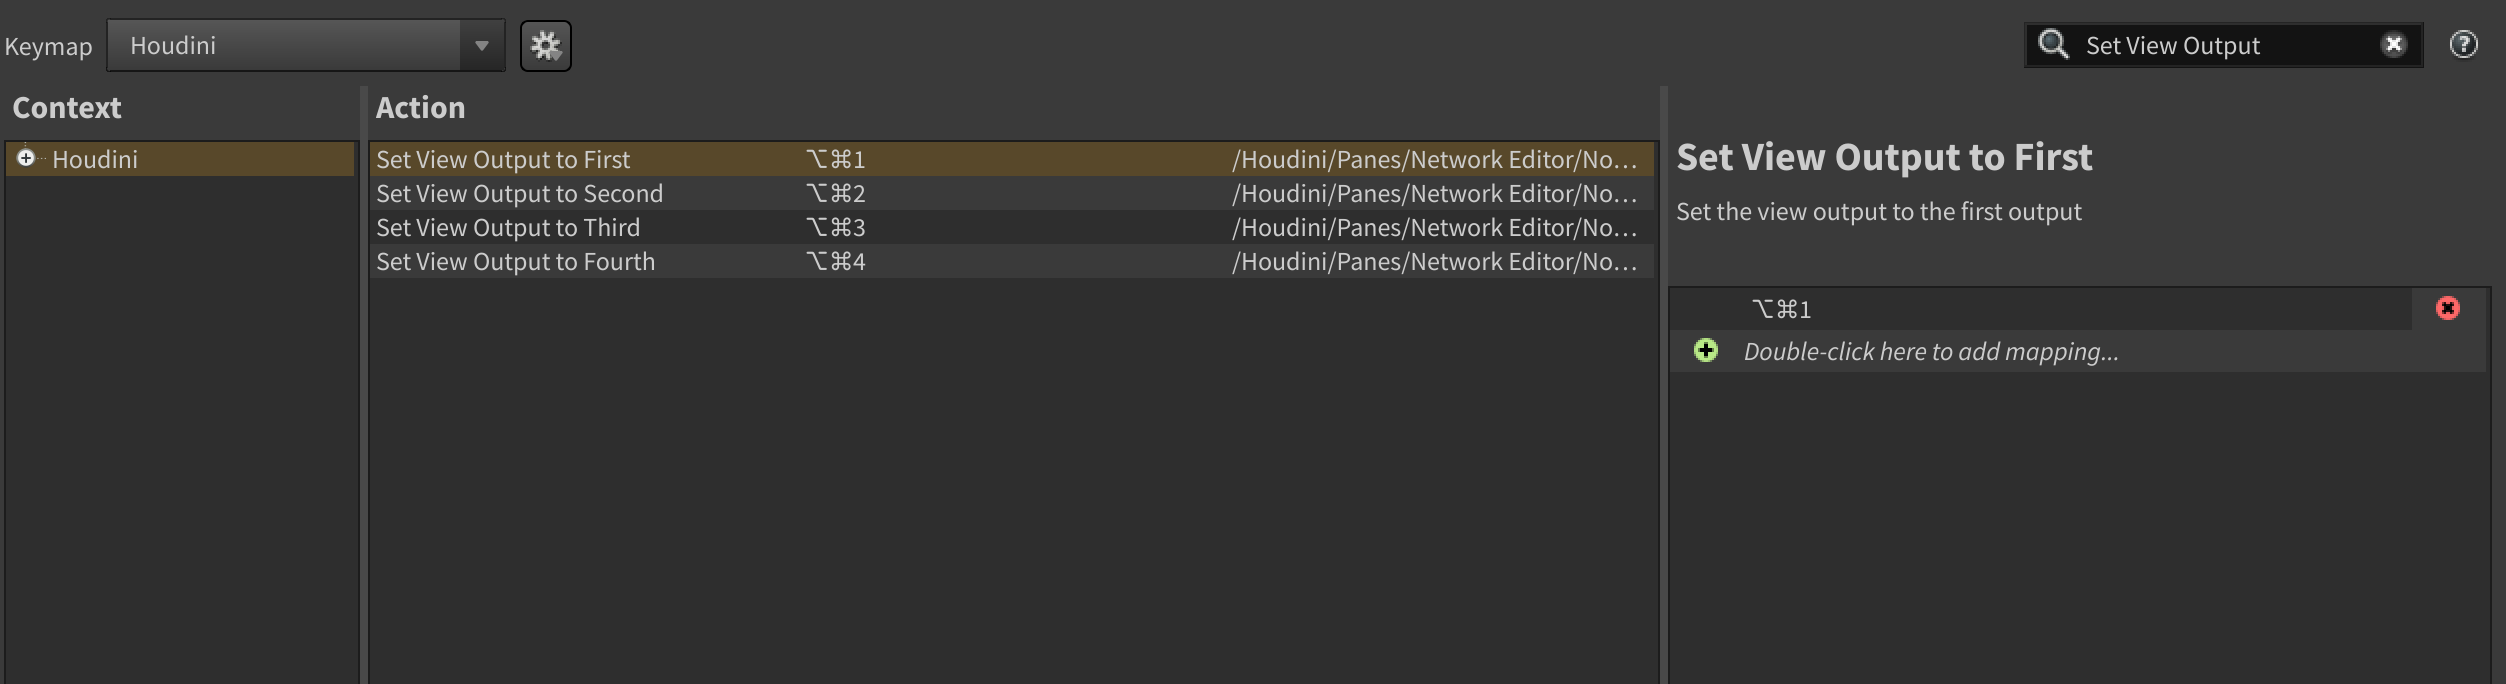 Keymap Houdini Set View Output
Context Action
Houdini
Set View Output to First ⌥⌘1 /Houdini/Panes/Network Editor/No...
Set View Output to Second ⌥⌘2 /Houdini/Panes/Network Editor/No...
Set View Output to Third ⌥⌘3 /Houdini/Panes/Network Editor/No...
Set View Output to Fourth ⌥⌘4 /Houdini/Panes/Network Editor/No...
Set View Output to First
Set the view output to the first output
⌥⌘1
Double-click here to add mapping...